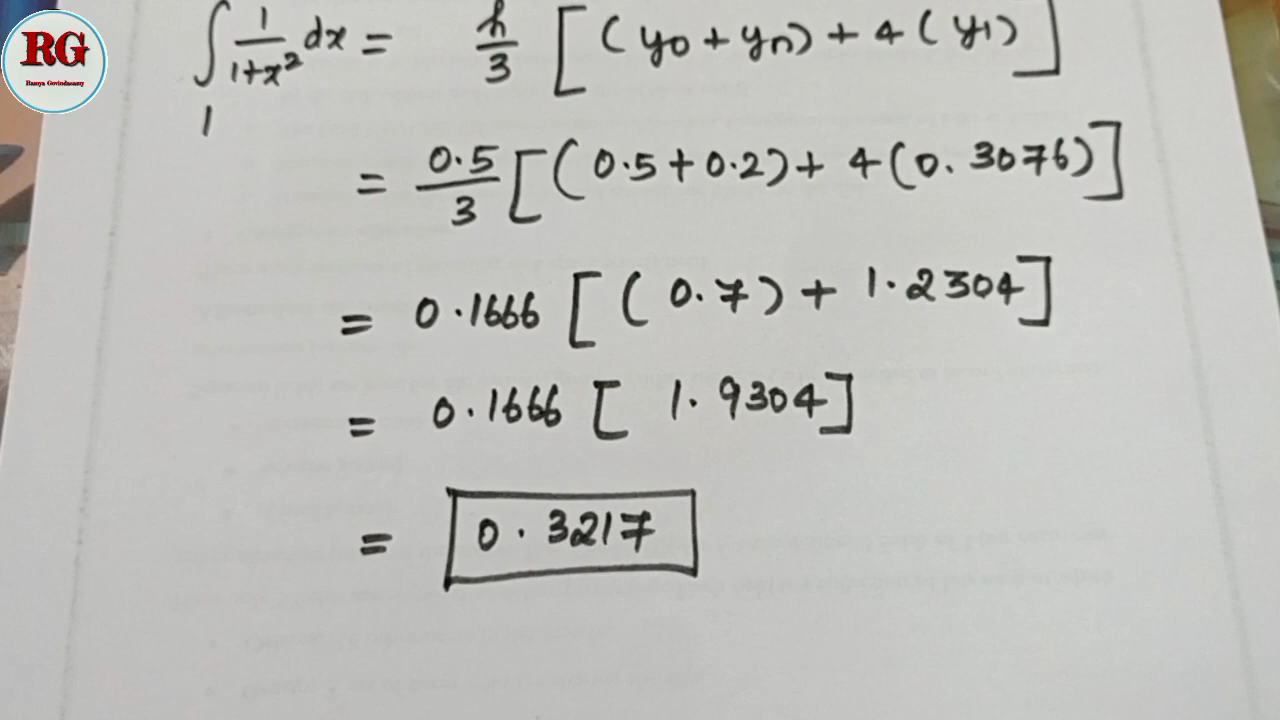 RG
Ramya Govindasamy
∫ 1/1+x² dx = h/3 [(y0 + yn) + 4(y1)]
1
= 0.5/3 [(0.5+0.2) + 4(0.3076)]
= 0.1666 [(0.7) + 1.2304]
= 0.1666 [1.9304]
= 0.3217